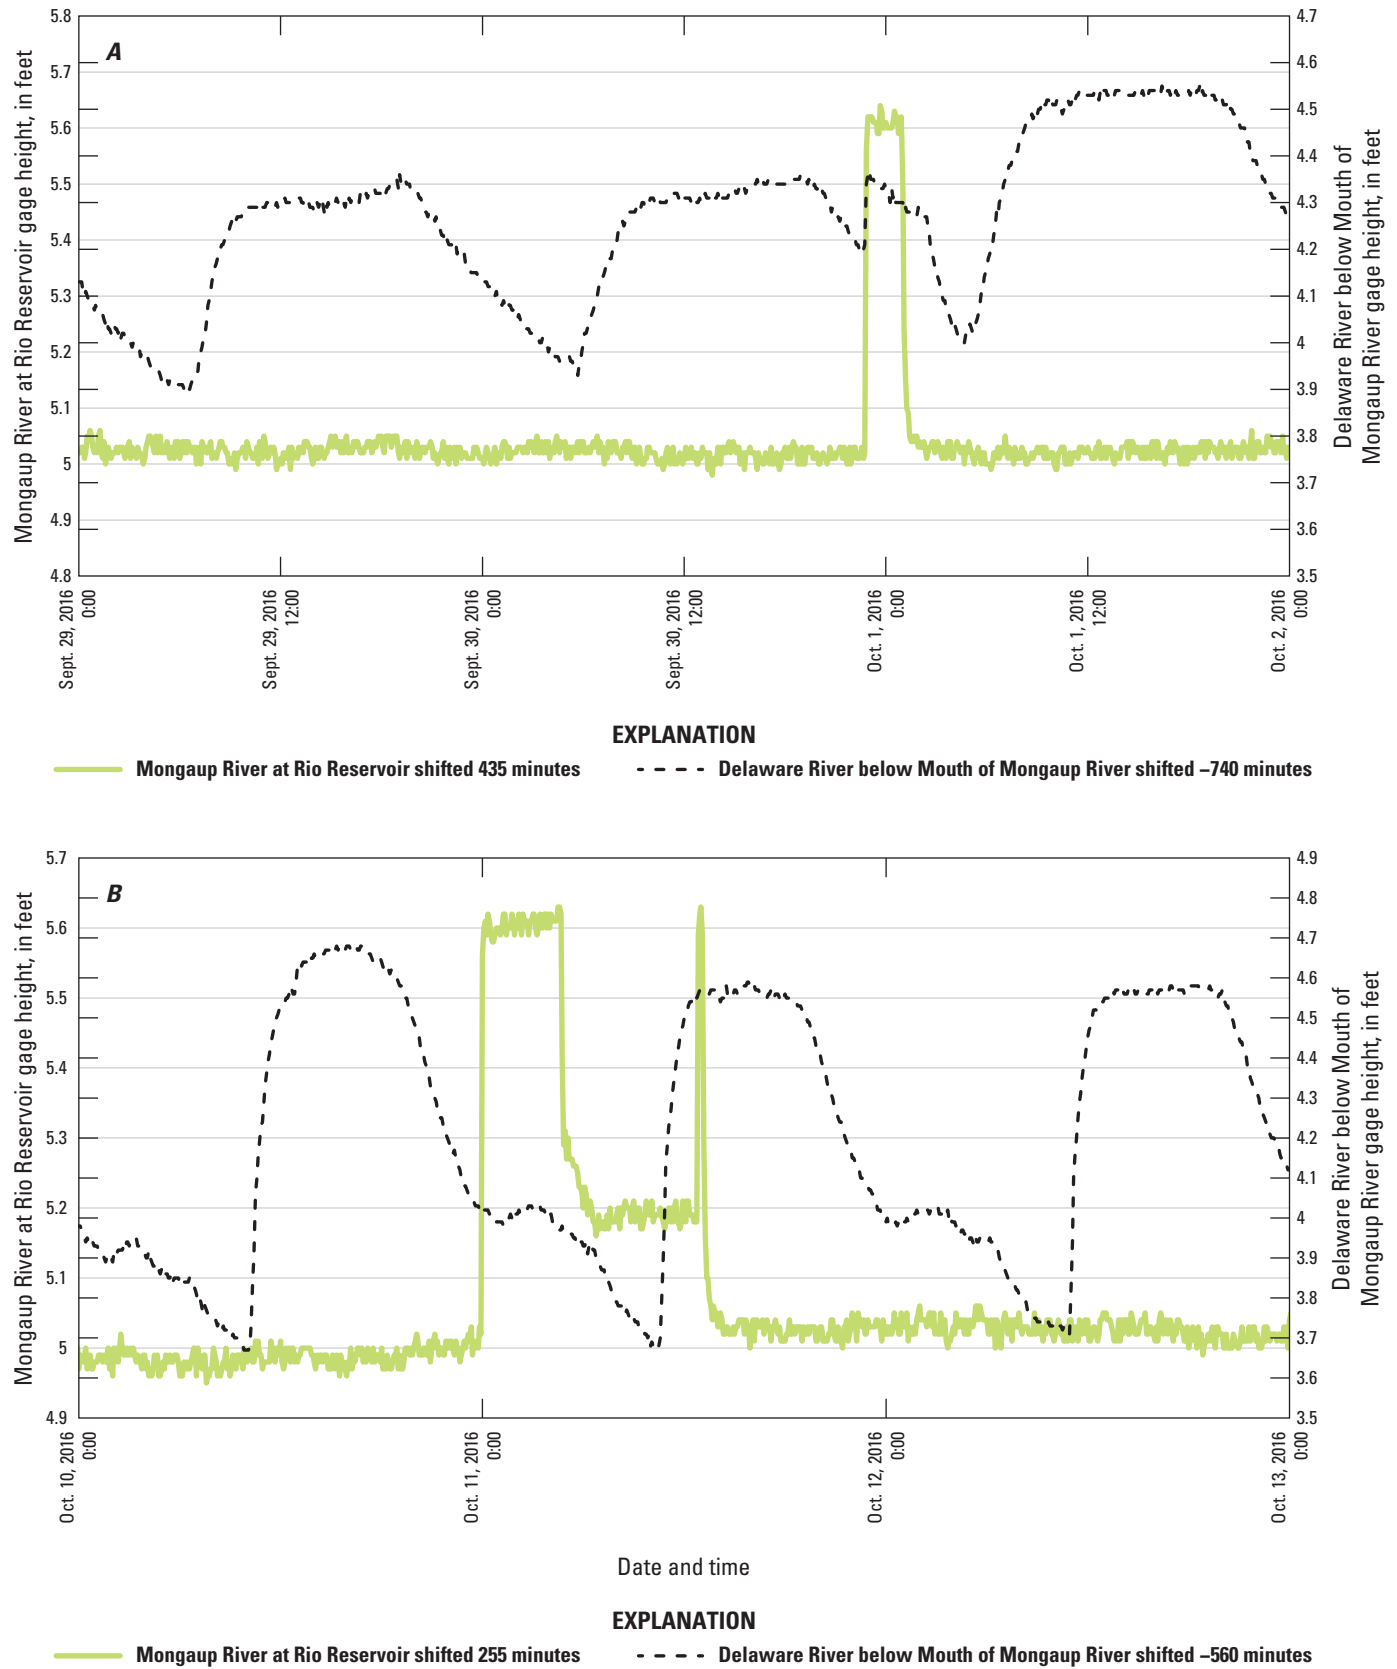 A
Mongaup River at Rio Reservoir gage height, in feet
5.8
5.7
5.6
5.5
5.4
5.3
5.2
5.1
5
4.9
4.8
4.7
4.6
4.5
4.4
4.3
4.2
4.1
4
3.9
3.8
3.7
3.6
3.5
Delaware River below Mouth of
Mongaup River gage height, in feet
Sept. 29, 2016
0:00
Sept. 29, 2016
12:00
Sept. 30, 2016
0:00
Sept. 30, 2016
12:00
Oct. 1, 2016
0:00
Oct. 1, 2016
12:00
Oct. 2, 2016
0:00
EXPLANATION
Mongaup River at Rio Reservoir shifted 435 minutes
Delaware River below Mouth of Mongaup River shifted –740 minutes
B
Mongaup River at Rio Reservoir gage height, in feet
5.7
5.6
5.5
5.4
5.3
5.2
5.1
5
4.9
4.9
4.8
4.7
4.6
4.5
4.4
4.3
4.2
4.1
4
3.9
3.8
3.7
3.6
3.5
Delaware River below Mouth of
Mongaup River gage height, in feet
Oct. 10, 2016
0:00
Oct. 11, 2016
0:00
Oct. 12, 2016
0:00
Oct. 13, 2016
0:00
Date and time
EXPLANATION
Mongaup River at Rio Reservoir shifted 255 minutes
Delaware River below Mouth of Mongaup River shifted –560 minutes